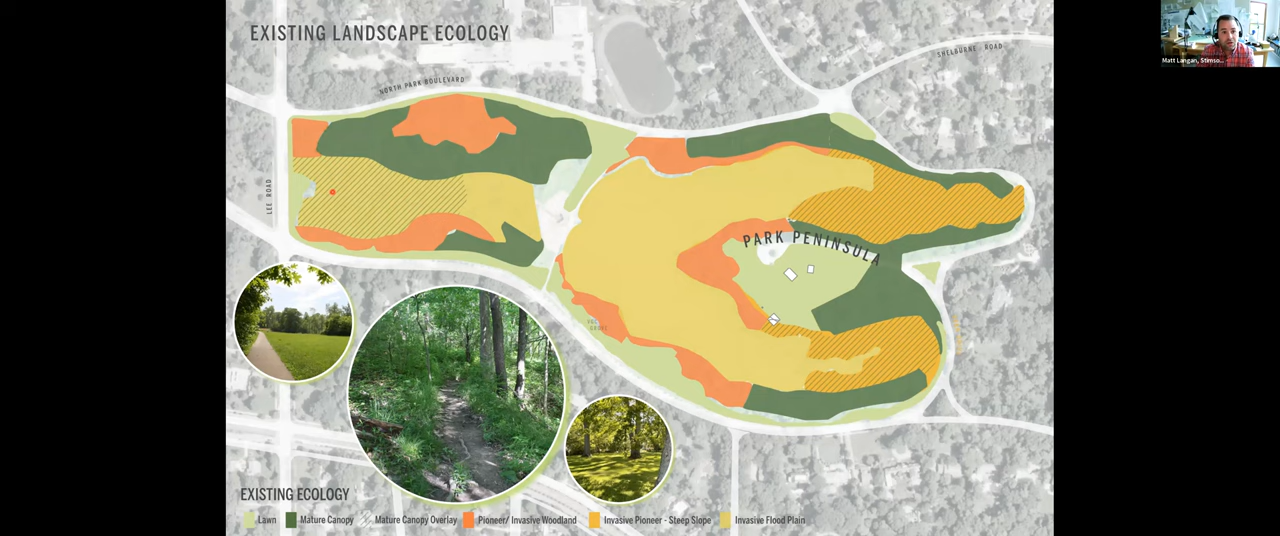 EXISTING LANDSCAPE ECOLOGY
SHELBURNE ROAD
Matt Langan, Stimso...
NORTH PARK BOULEVARD
LEE ROAD
PARK PENINSULA
EXISTING ECOLOGY
Lawn Mature Canopy Mature Canopy Overlay Pioneer/ Invasive Woodland Invasive Pioneer - Steep Slope Invasive Flood Plain